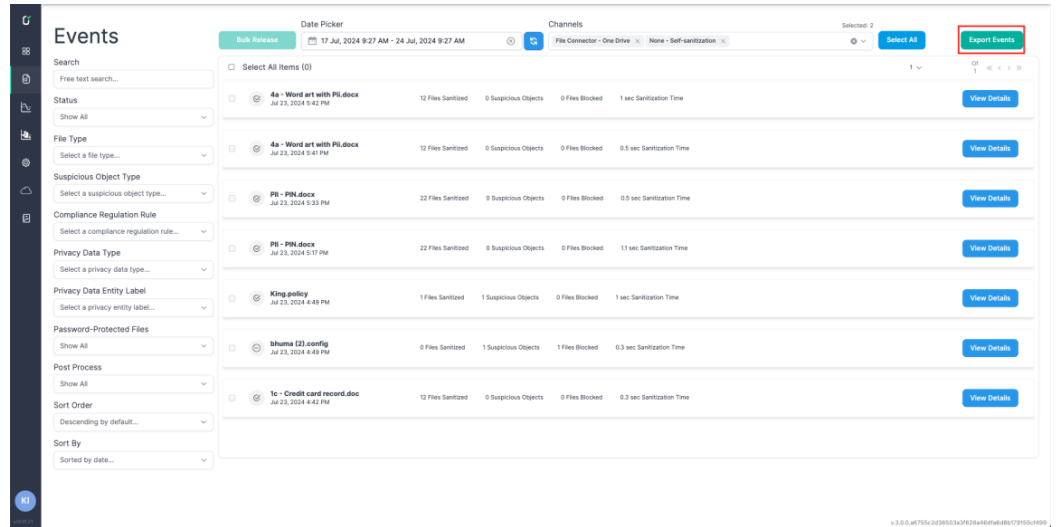 Events
Bulk Release
Date Picker
17 Jul, 2024 9:27 AM - 24 Jul, 2024 9:27 AM
Channels
File Connector - One Drive
None - Self-sanitization
Selected: 2
Select All
Export Events
Search
Free text search...
Status
Show All
File Type
Select a file type...
Suspicious Object Type
Select a suspicious object type...
Compliance Regulation Rule
Select a compliance regulation rule...
Privacy Data Type
Select a privacy data type...
Privacy Data Entity Label
Select a privacy entity label...
Password-Protected Files
Show All
Post Process
Show All
Sort Order
Descending by default...
Sort By
Sorted by date...
Select All Items (0)
1
Of
1
4a - Word art with Pii.docx
Jul 23, 2024 5:42 PM
12 Files Sanitized 0 Suspicious Objects 0 Files Blocked 1 sec Sanitization Time
View Details
4a - Word art with Pii.docx
Jul 23, 2024 5:41 PM
12 Files Sanitized 0 Suspicious Objects 0 Files Blocked 0.5 sec Sanitization Time
View Details
PII - PIN.docx
Jul 23, 2024 5:33 PM
22 Files Sanitized 0 Suspicious Objects 0 Files Blocked 0.5 sec Sanitization Time
View Details
PII - PIN.docx
Jul 23, 2024 5:17 PM
22 Files Sanitized 0 Suspicious Objects 0 Files Blocked 1.1 sec Sanitization Time
View Details
King.policy
Jul 23, 2024 4:49 PM
1 Files Sanitized 1 Suspicious Objects 0 Files Blocked 1 sec Sanitization Time
View Details
bhuma (2).config
Jul 23, 2024 4:49 PM
0 Files Sanitized 1 Suspicious Objects 1 Files Blocked 0.3 sec Sanitization Time
View Details
1c - Credit card record.doc
Jul 23, 2024 4:42 PM
12 Files Sanitized 0 Suspicious Objects 0 Files Blocked 0.3 sec Sanitization Time
View Details
KI